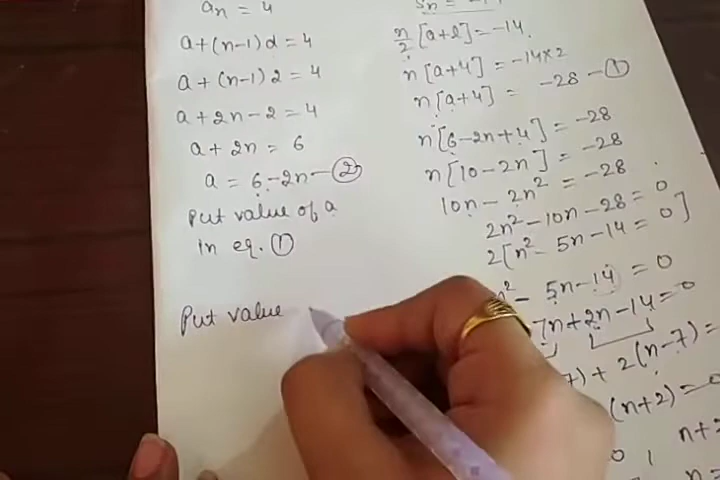 aₙ = 4
a+(n-1)d = 4
a+(n-1)2 = 4
a+2n-2 = 4
a+2n = 6
a = 6-2n-②
Put value of a
in eq. ①
Put value
n/2 [a+l] = -14.
n[a+4] = -14×2
n[a+4] = -28-①
n[6-2n+4] = -28
n[10-2n] = -28
10n-2n² = -28
2n²-10n-28 = 0
2[n²-5n-14 = 0]
n²-5n-14 = 0
7n+2n-14 = 0
7)+2(n-7) =
(n+2) = 0